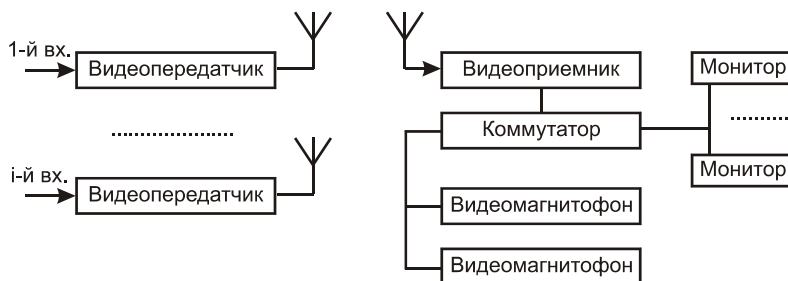 1-й вх.
Видеопередатчик
i-й вх.
Видеопередатчик
Видеоприемник
Коммутатор
Видеомагнитофон
Видеомагнитофон
Монитор
Монитор